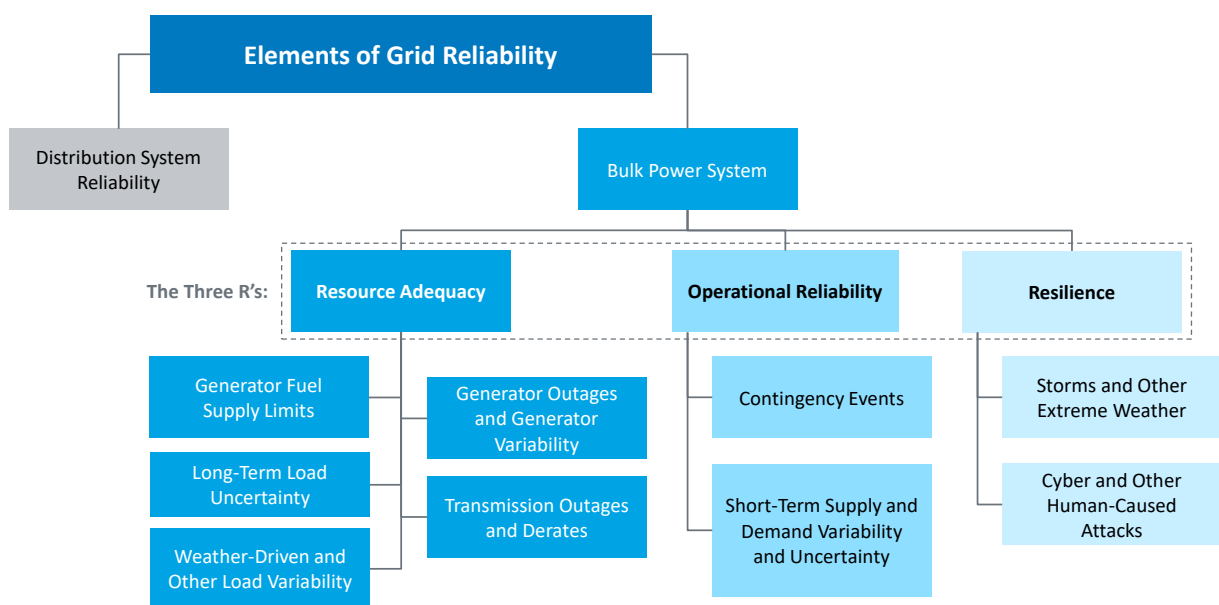 Elements of Grid Reliability
Distribution System
Reliability
Bulk Power System
The Three R's:
Resource Adequacy
Operational Reliability
Resilience
Generator Fuel
Supply Limits
Long-Term Load
Uncertainty
Weather-Driven and
Other Load Variability
Generator Outages
and Generator
Variability
Transmission Outages
and Derates
Contingency Events
Short-Term Supply and
Demand Variability
and Uncertainty
Storms and Other
Extreme Weather
Cyber and Other
Human-Caused
Attacks